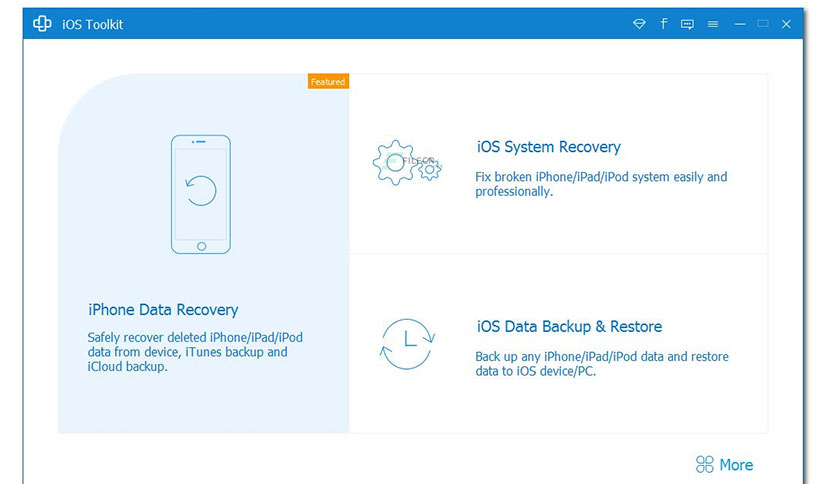 iOS Toolkit
Featured
iPhone Data Recovery
Safely recover deleted iPhone/iPad/iPod
data from device, iTunes backup and
iCloud backup.
FILECR
iOS System Recovery
Fix broken iPhone/iPad/iPod system easily and
professionally.
iOS Data Backup & Restore
Back up any iPhone/iPad/iPod data and restore
data to iOS device/PC.
More